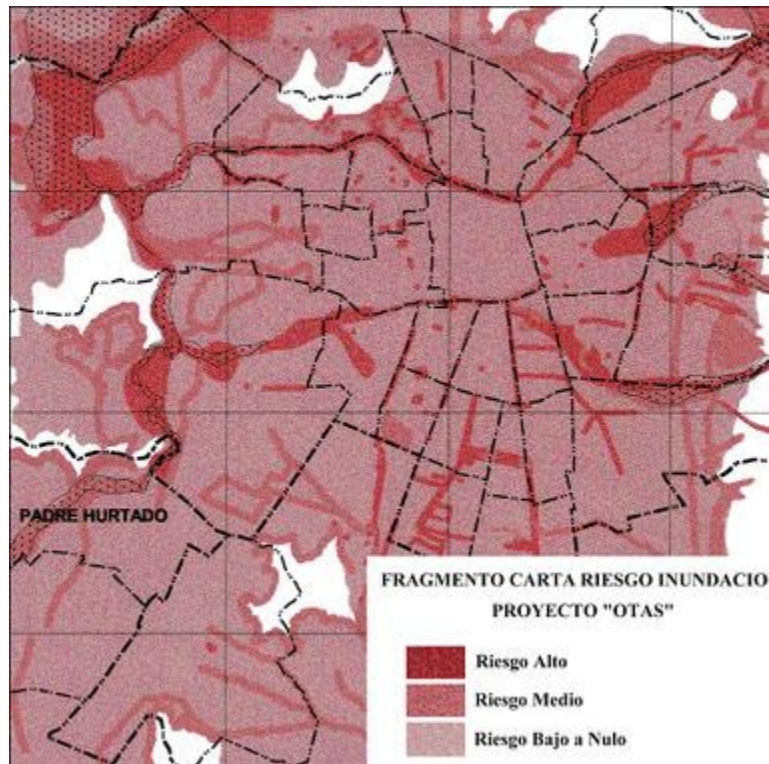 PADRE HURTADO
FRAGMENTO CARTA RIESGO INUNDACIO
PROYECTO "OTAS"
Riesgo Alto
Riesgo Medio
Riesgo Bajo a Nulo